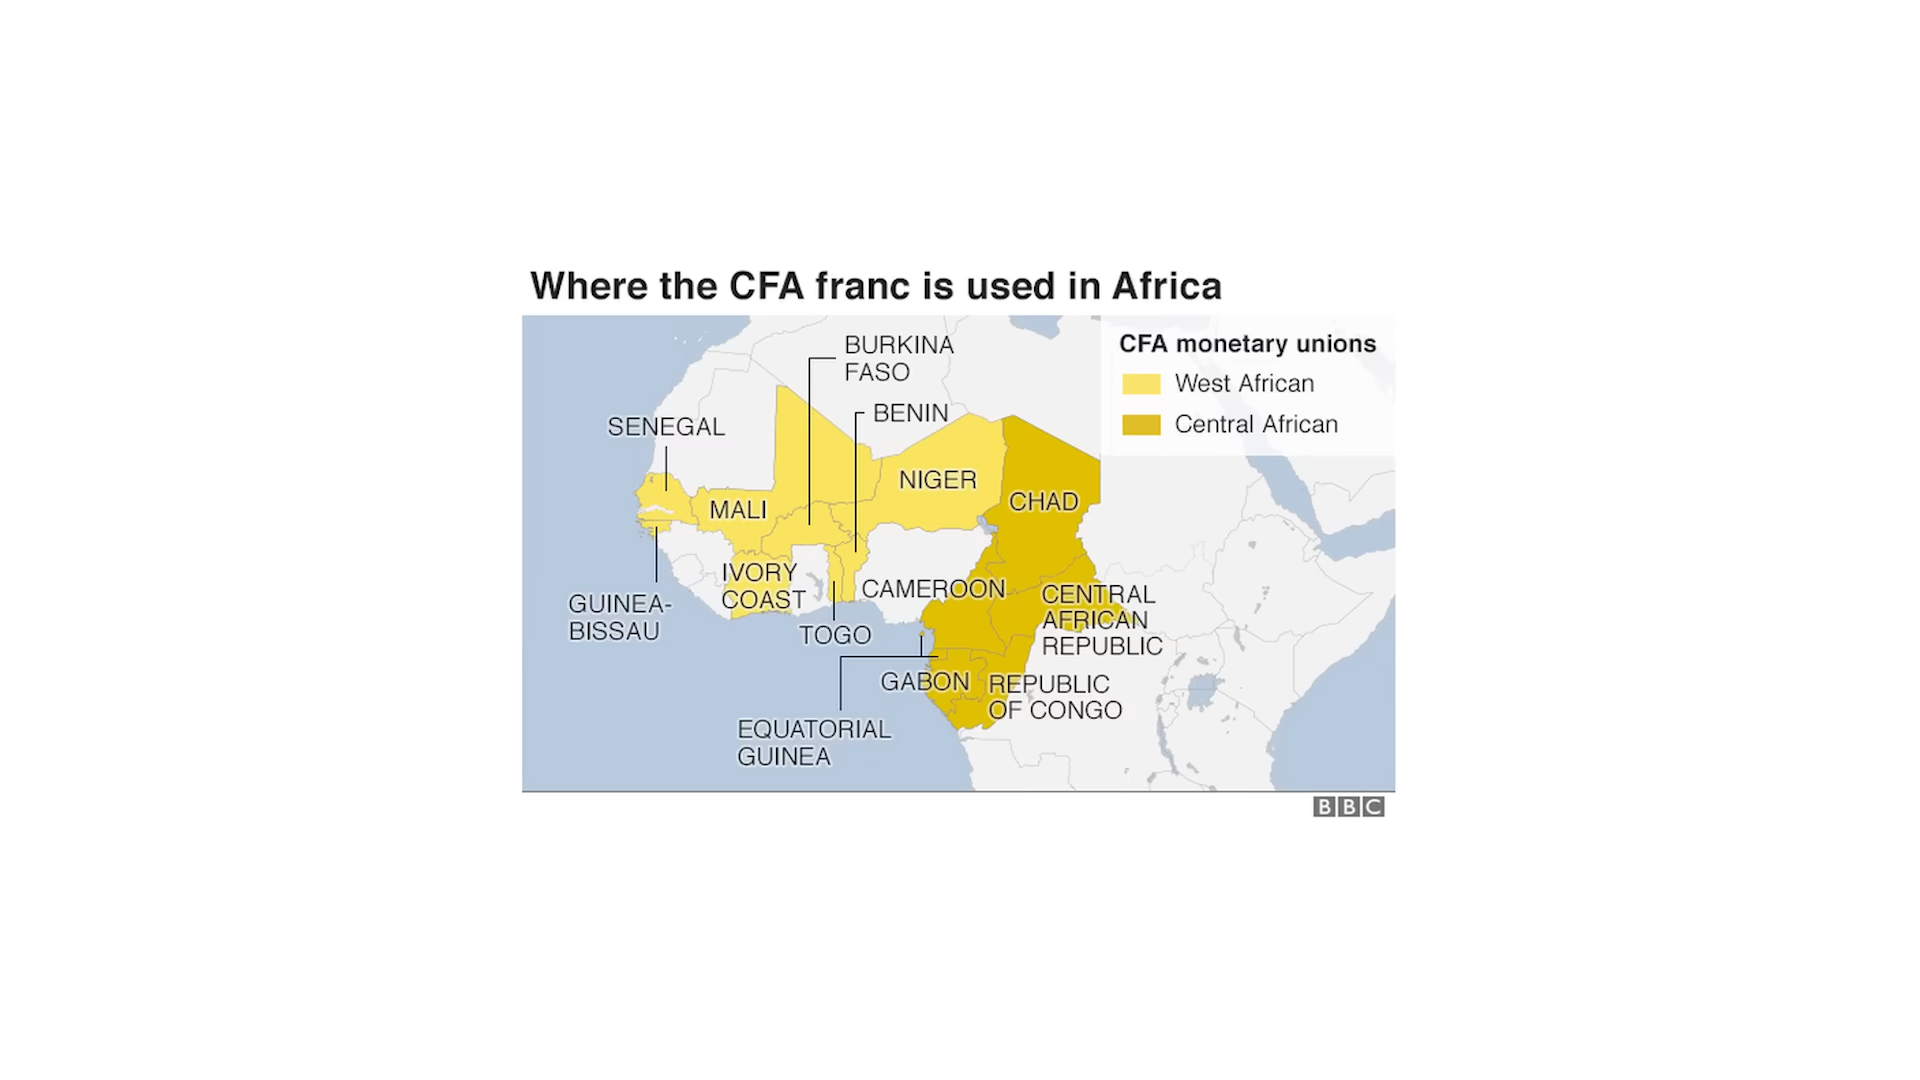 Where the CFA franc is used in Africa
CFA monetary unions
West African
Central African
BURKINA
FASO
BENIN
SENEGAL
NIGER
CHAD
MALI
IVORY
COAST
CAMEROON
CENTRAL
AFRICAN
REPUBLIC
GUINEA-
BISSAU
TOGO
GABON
REPUBLIC
OF CONGO
EQUATORIAL
GUINEA
BBC